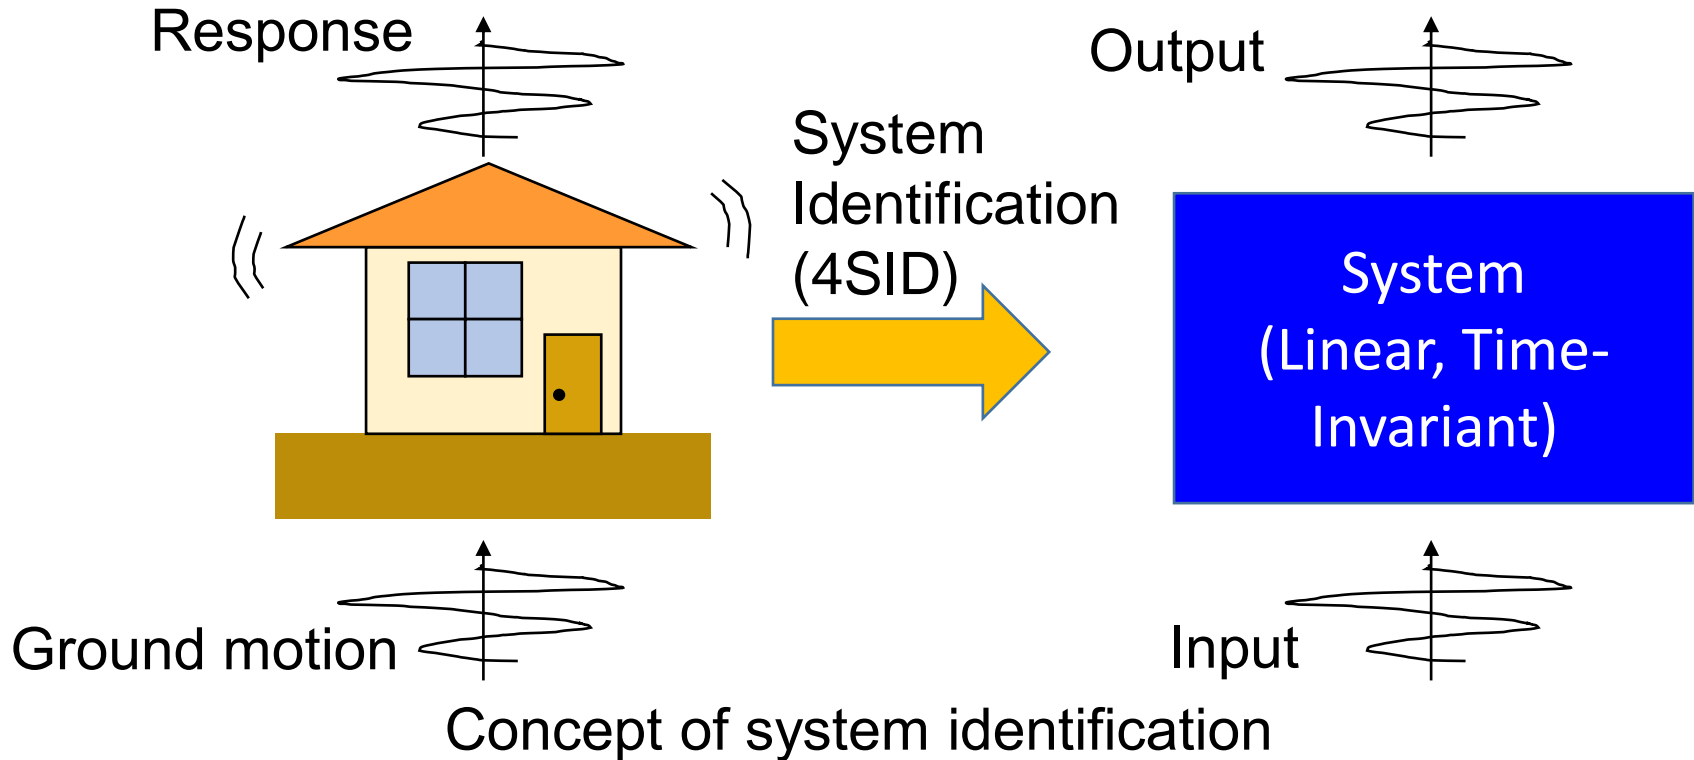 Response
Output
System
Identification
(4SID)
System
(Linear, Time-
Invariant)
Ground motion
Input
Concept of system identification